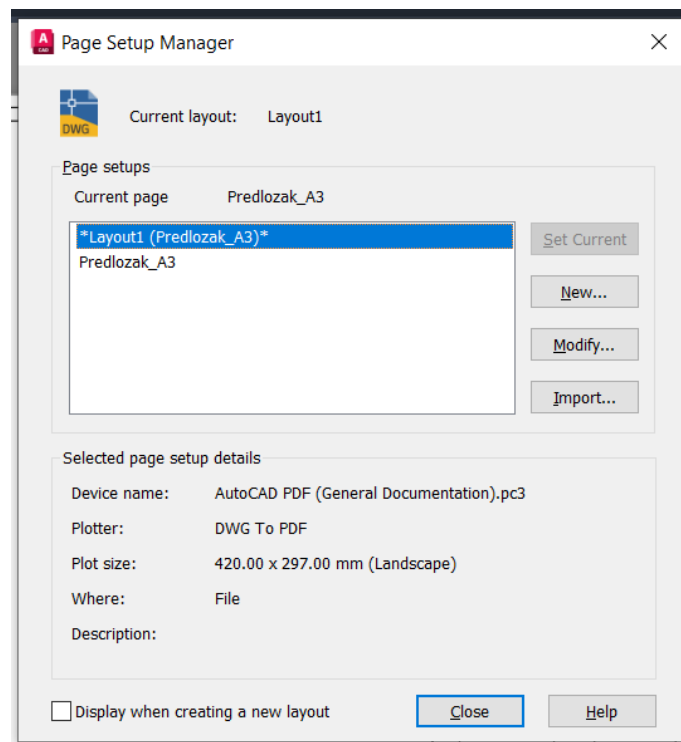 A
CAD
Page Setup Manager
DWG
Current layout: Layout1
Page setups
Current page Predlozak_A3
*Layout1 (Predlozak_A3)*
Predlozak_A3
Set Current
New...
Modify...
Import...
Selected page setup details
Device name: AutoCAD PDF (General Documentation).pc3
Plotter: DWG To PDF
Plot size: 420.00 x 297.00 mm (Landscape)
Where: File
Description:
Display when creating a new layout
Close
Help